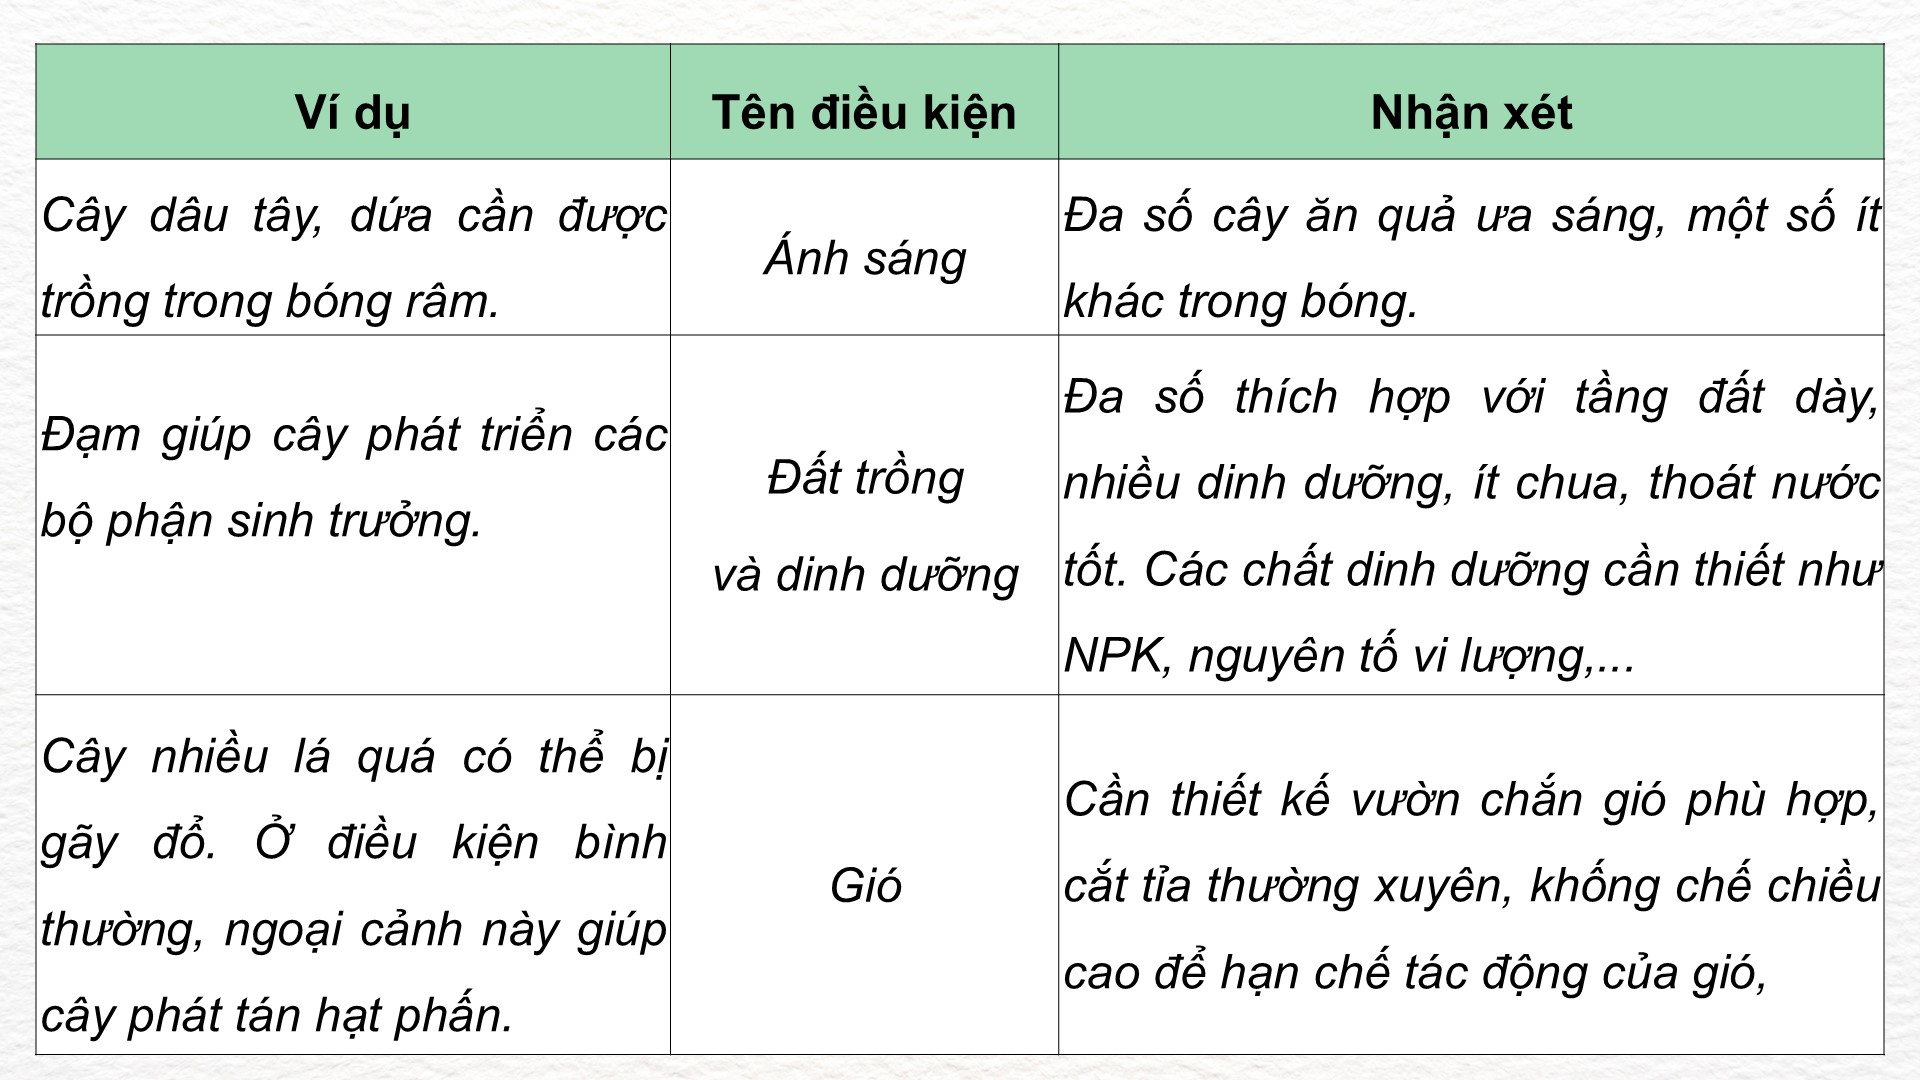 Ví dụ
Tên điều kiện
Nhận xét
Cây dâu tây, dứa cần được
trồng trong bóng râm.
Ánh sáng
Đa số cây ăn quả ưa sáng, một số ít
khác trong bóng.
Đạm giúp cây phát triển các
bộ phận sinh trưởng.
Đất trồng
và dinh dưỡng
Đa số thích hợp với tầng đất dày,
nhiều dinh dưỡng, ít chua, thoát nước
tốt. Các chất dinh dưỡng cần thiết như
NPK, nguyên tố vi lượng,...
Cây nhiều lá quá có thể bị
gãy đổ. Ở điều kiện bình
thường, ngoại cảnh này giúp
cây phát tán hạt phấn.
Gió
Cần thiết kế vườn chắn gió phù hợp,
cắt tỉa thường xuyên, khống chế chiều
cao để hạn chế tác động của gió,